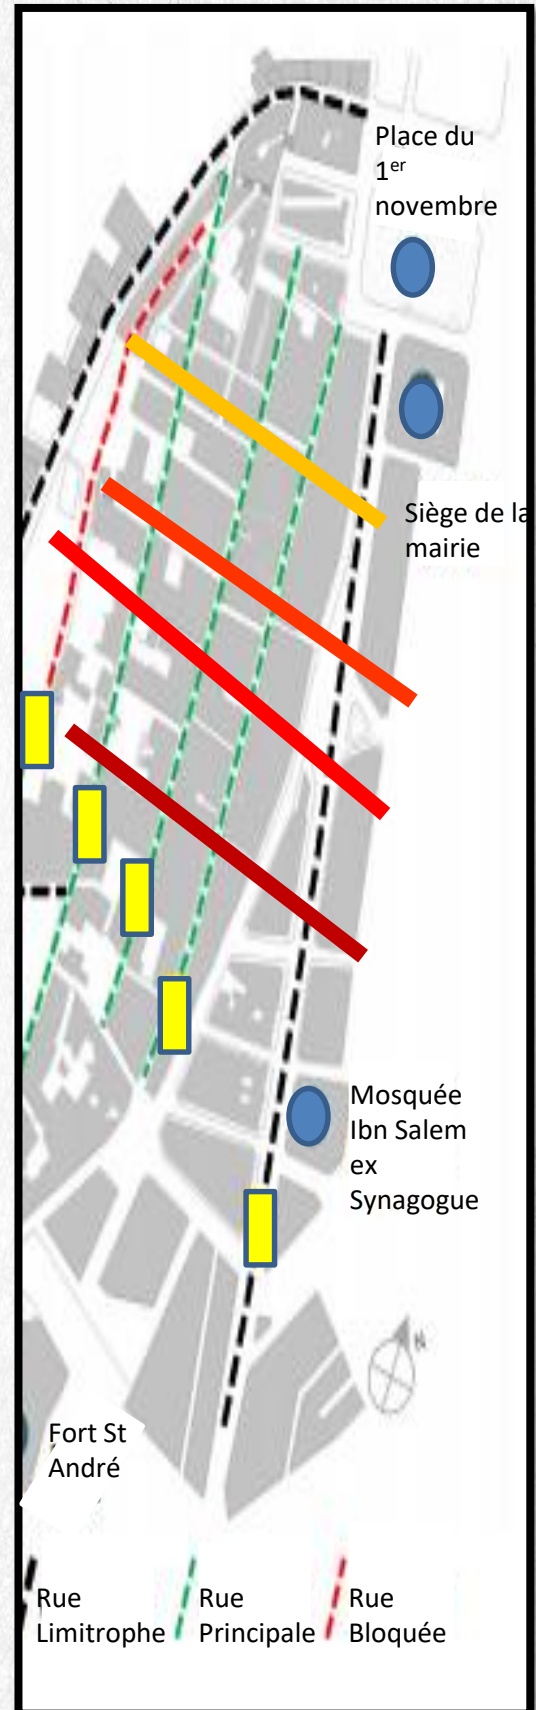 Place du
1er
novembre
Siège de la
mairie
Mosquée
Ibn Salem
ex
Synagogue
N
Fort St
André
Rue
Limitrophe
Rue
Principale
Rue
Bloquée